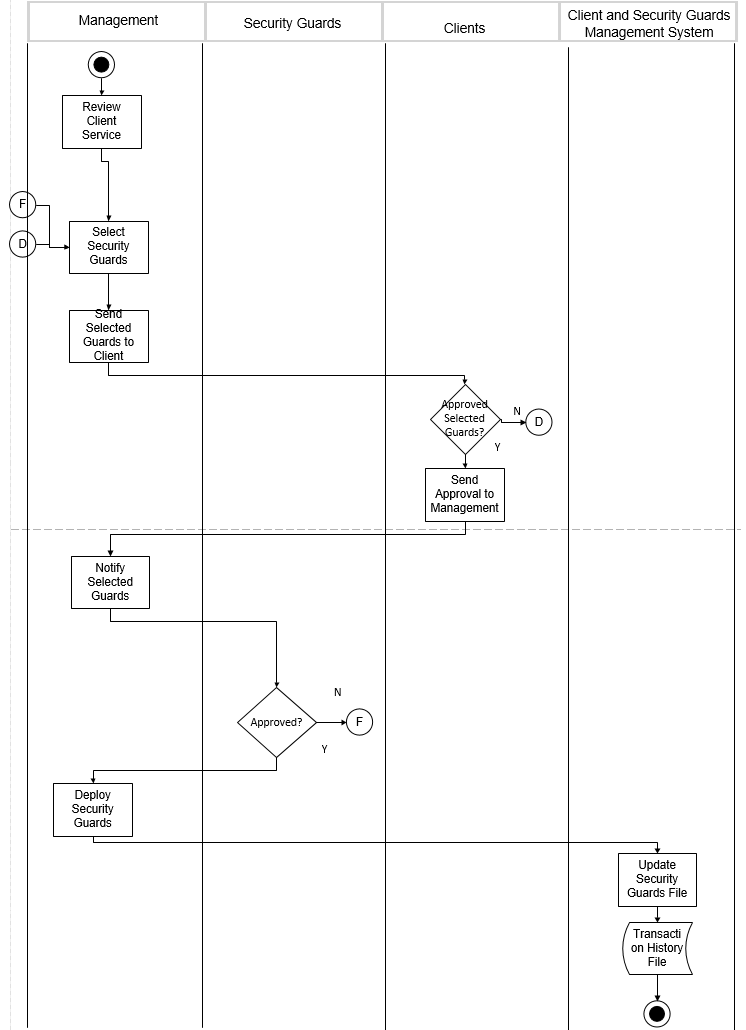 Management
Security Guards
Clients
Client and Security Guards
Management System
Review
Client
Service
F
D
Select
Security
Guards
Send
Selected
Guards to
Client
Approved
Selected
Guards?
N
D
Y
Send
Approval to
Management
Notify
Selected
Guards
N
Approved?
F
Y
Deploy
Security
Guards
Update
Security
Guards File
Transacti
on History
File